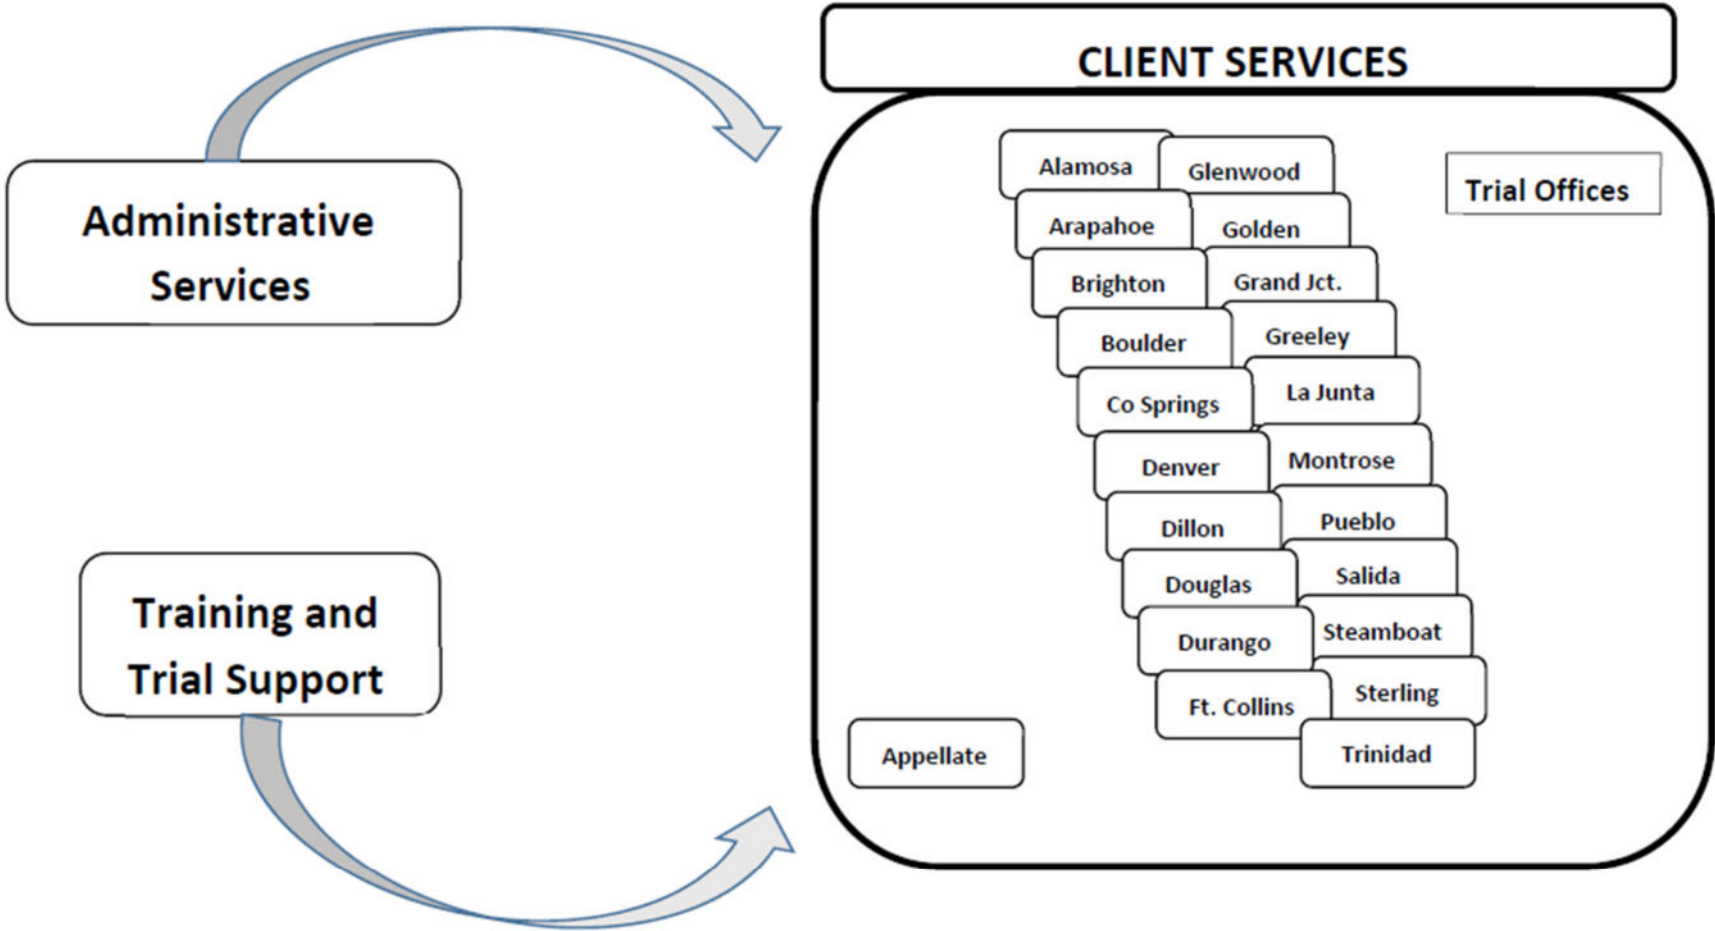 CLIENT SERVICES
Administrative
Services
Training and
Trial Support
Trial Offices
Alamosa
Arapahoe
Brighton
Boulder
Co Springs
Denver
Dillon
Douglas
Durango
Ft. Collins
Glenwood
Golden
Grand Jct.
Greeley
La Junta
Montrose
Pueblo
Salida
Steamboat
Sterling
Trinidad
Appellate